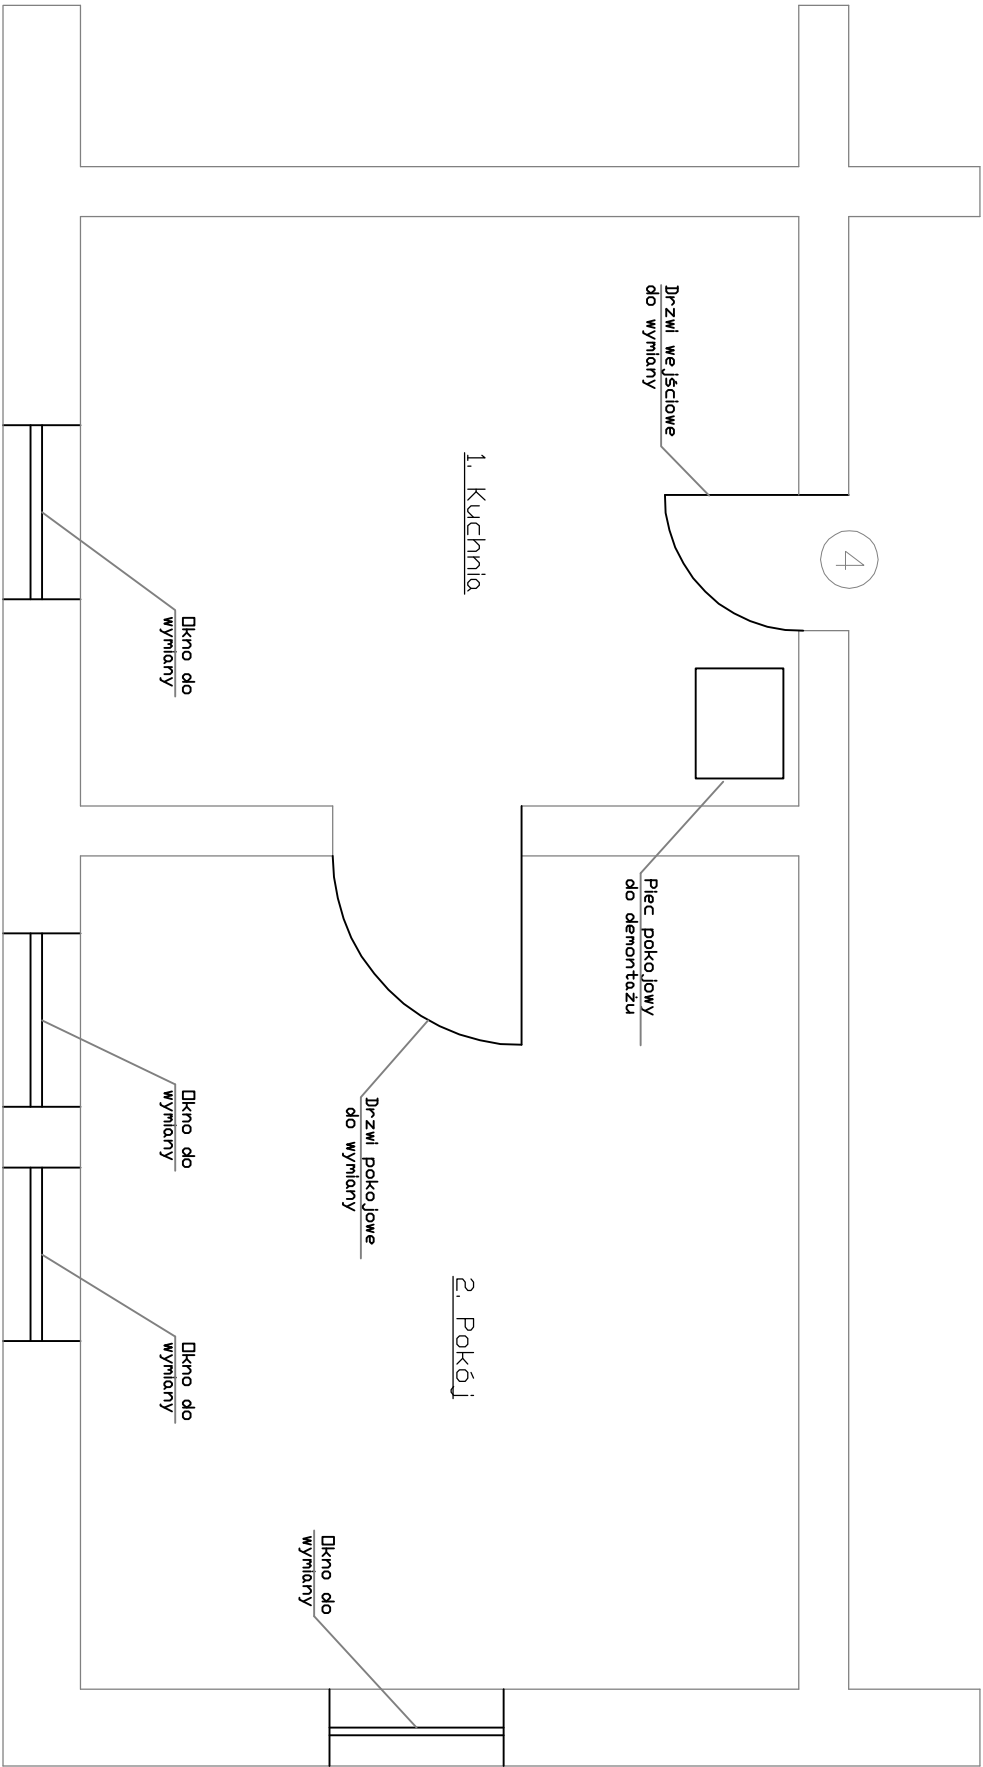 4
Drzwi wejściowe
do wymiany
1. Kuchnia
Okno do
wymiany
Piec pokojowy
do demontażu
Drzwi pokojowe
do wymiany
Okno do
wymiany
2. Pokój
Okno do
wymiany
Okno do
wymiany